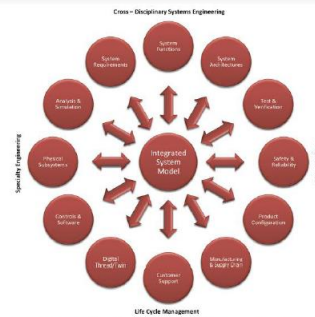 Cross – Disciplinary Systems Engineering
System
Functions
System
Requirements
System
Architectures
Analysis &
Simulation
Test &
Verification
Specialty Engineering
Physical
Subsystems
Integrated
System
Model
Safety &
Reliability
Controls &
Software
Product
Configuration
Digital
Thread/Twin
Customer
Support
Manufacturing
& Supply Chain
Life Cycle Management